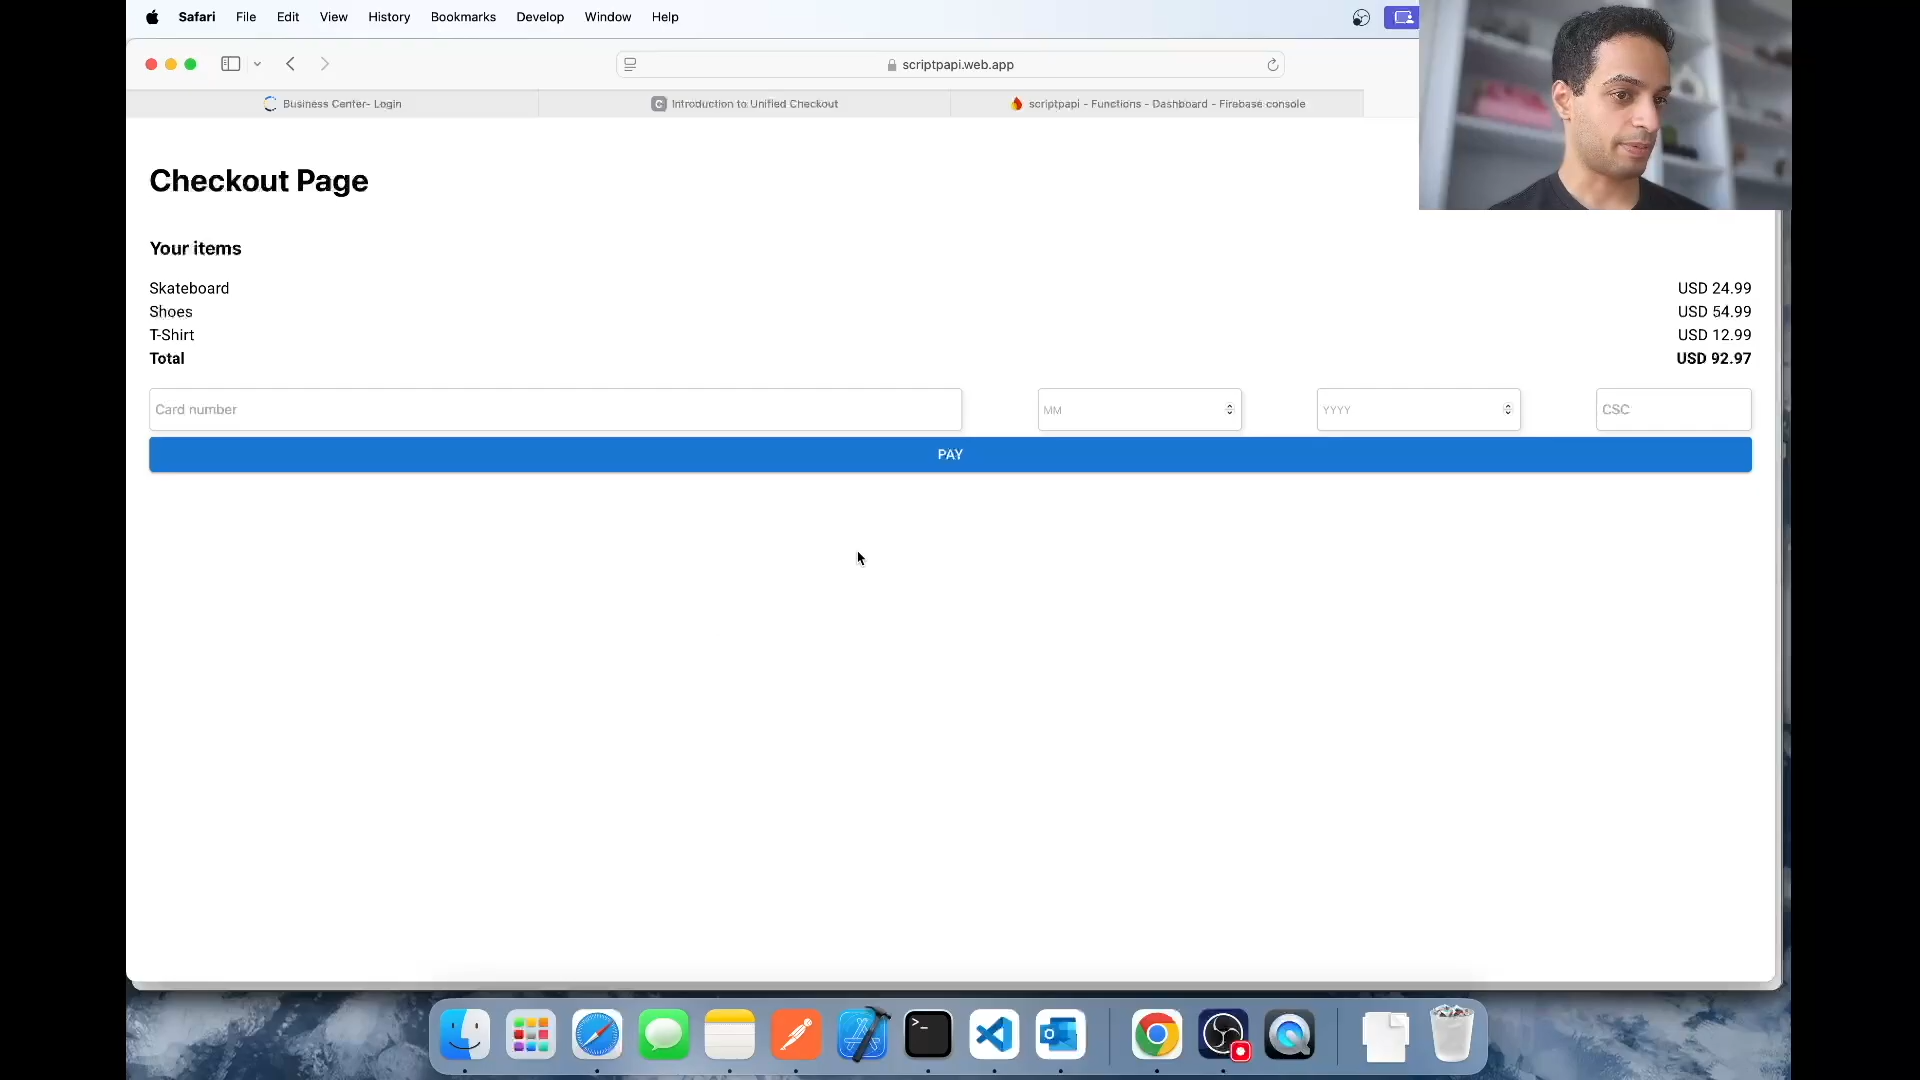 Safari File Edit View History Bookmarks Develop Window Help
scriptpapi.web.app
Business Center- Login
C Introduction to Unified Checkout
scriptpapi - Functions - Dashboard - Firebase console
Checkout Page
Your items
Skateboard USD 24.99
Shoes USD 54.99
T-Shirt USD 12.99
Total USD 92.97
Card number MM YYYY CSC
PAY